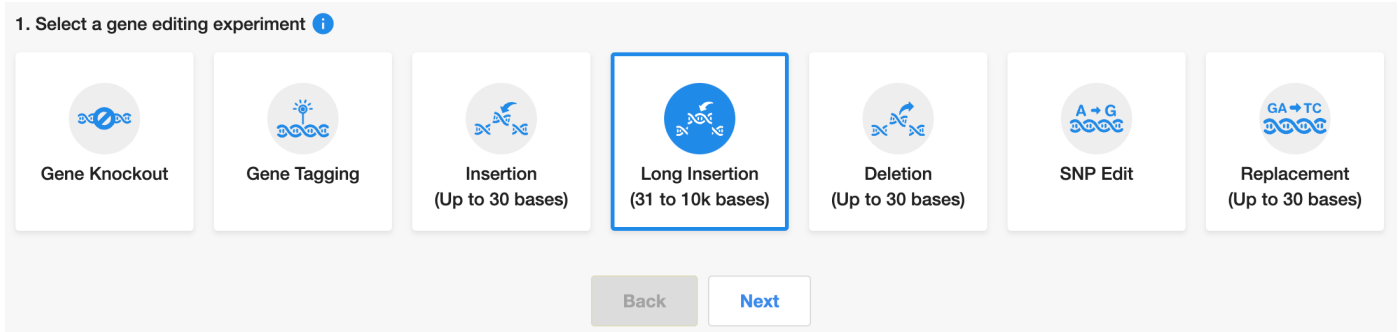 1. Select a gene editing experiment i
A → G
GA → TC
Gene Knockout
Gene Tagging
Insertion
(Up to 30 bases)
Long Insertion
(31 to 10k bases)
Deletion
(Up to 30 bases)
SNP Edit
Replacement
(Up to 30 bases)
Back
Next